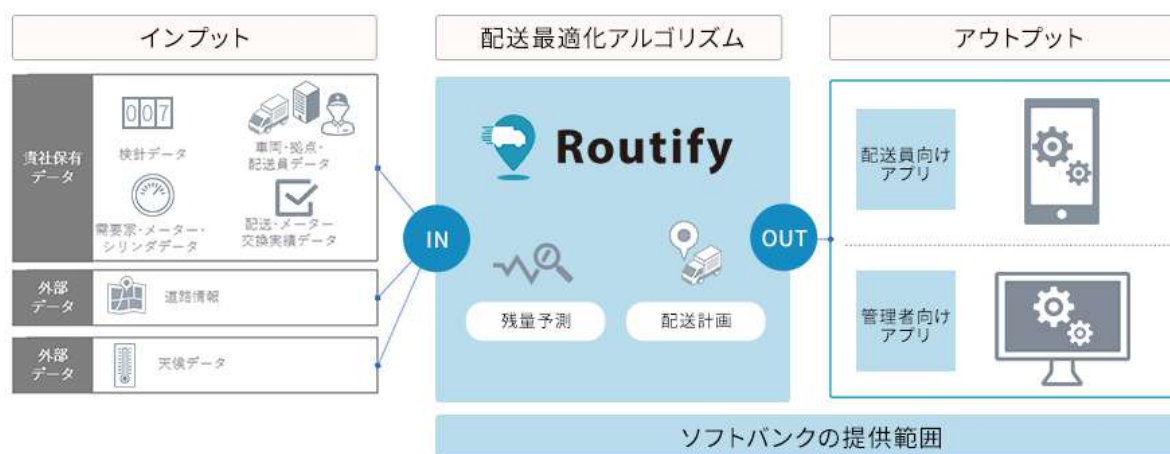 インプット
配送最適化アルゴリズム
アウトプット
貴社保有
データ
007
検針データ
車両・拠点・
配送員データ
需要家・メーター・
シリンダデータ
配送・メーター
交換実績データ
外部
データ
道路情報
外部
データ
天候データ
IN
Routify
残量予測
配送計画
OUT
配送員向け
アプリ
管理者向け
アプリ
ソフトバンクの提供範囲